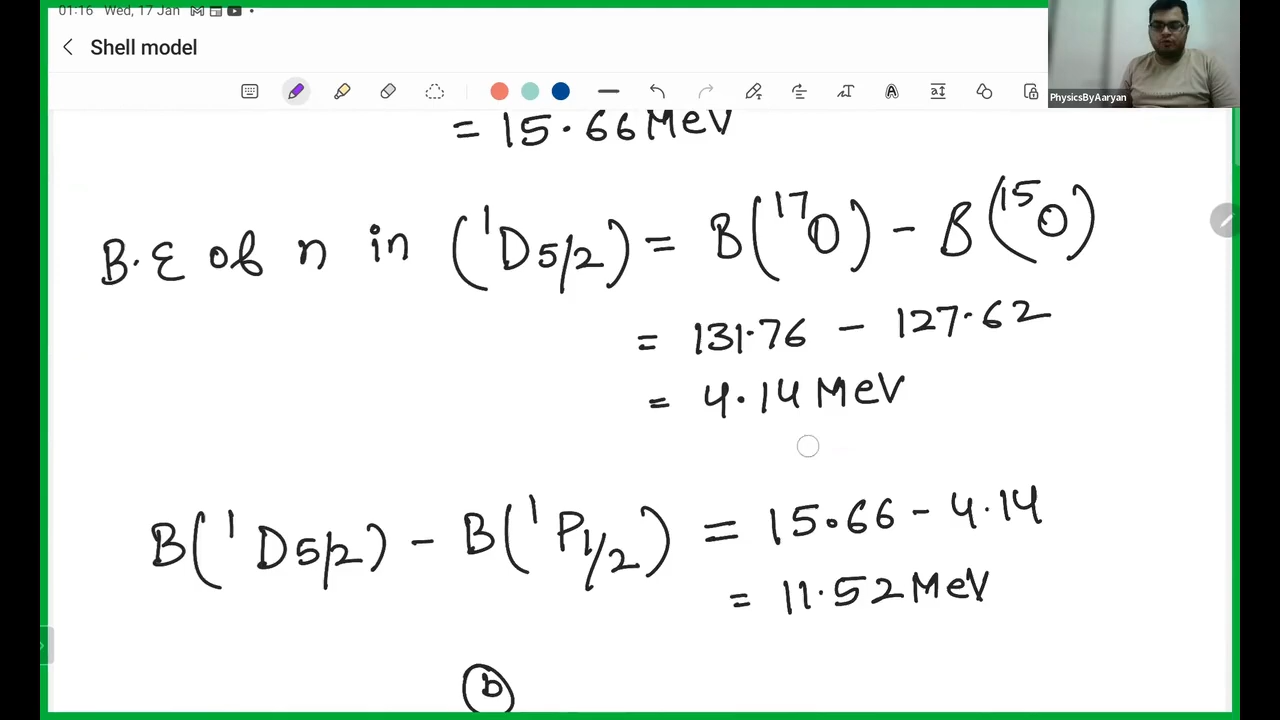 01:16 Wed, 17 Jan
Shell model
PhysicsByAaryan
= 15.66 MeV
B.E of n in (¹D5/2) = B(¹⁷O) - B(¹⁵O)
= 131.76 - 127.62
= 4.14 MeV
B(¹D5/2) - B(¹P1/2) = 15.66 - 4.14
= 11.52 MeV
b